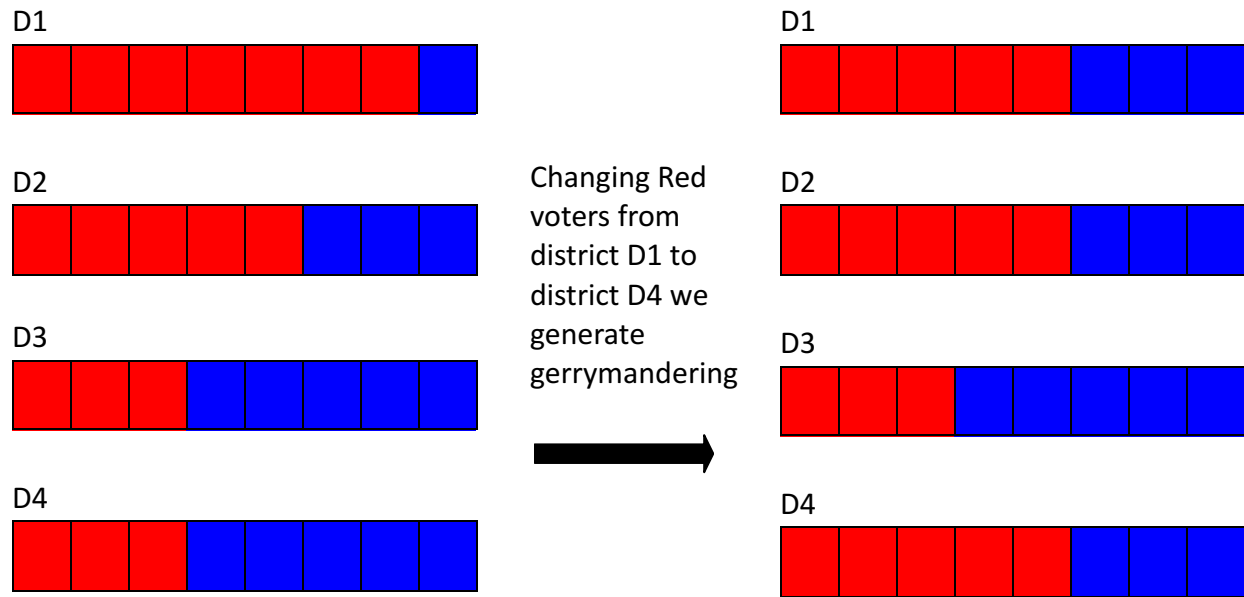 D1
D2
D3
D4
Changing Red
voters from
district D1 to
district D4 we
generate
gerrymandering
D1
D2
D3
D4